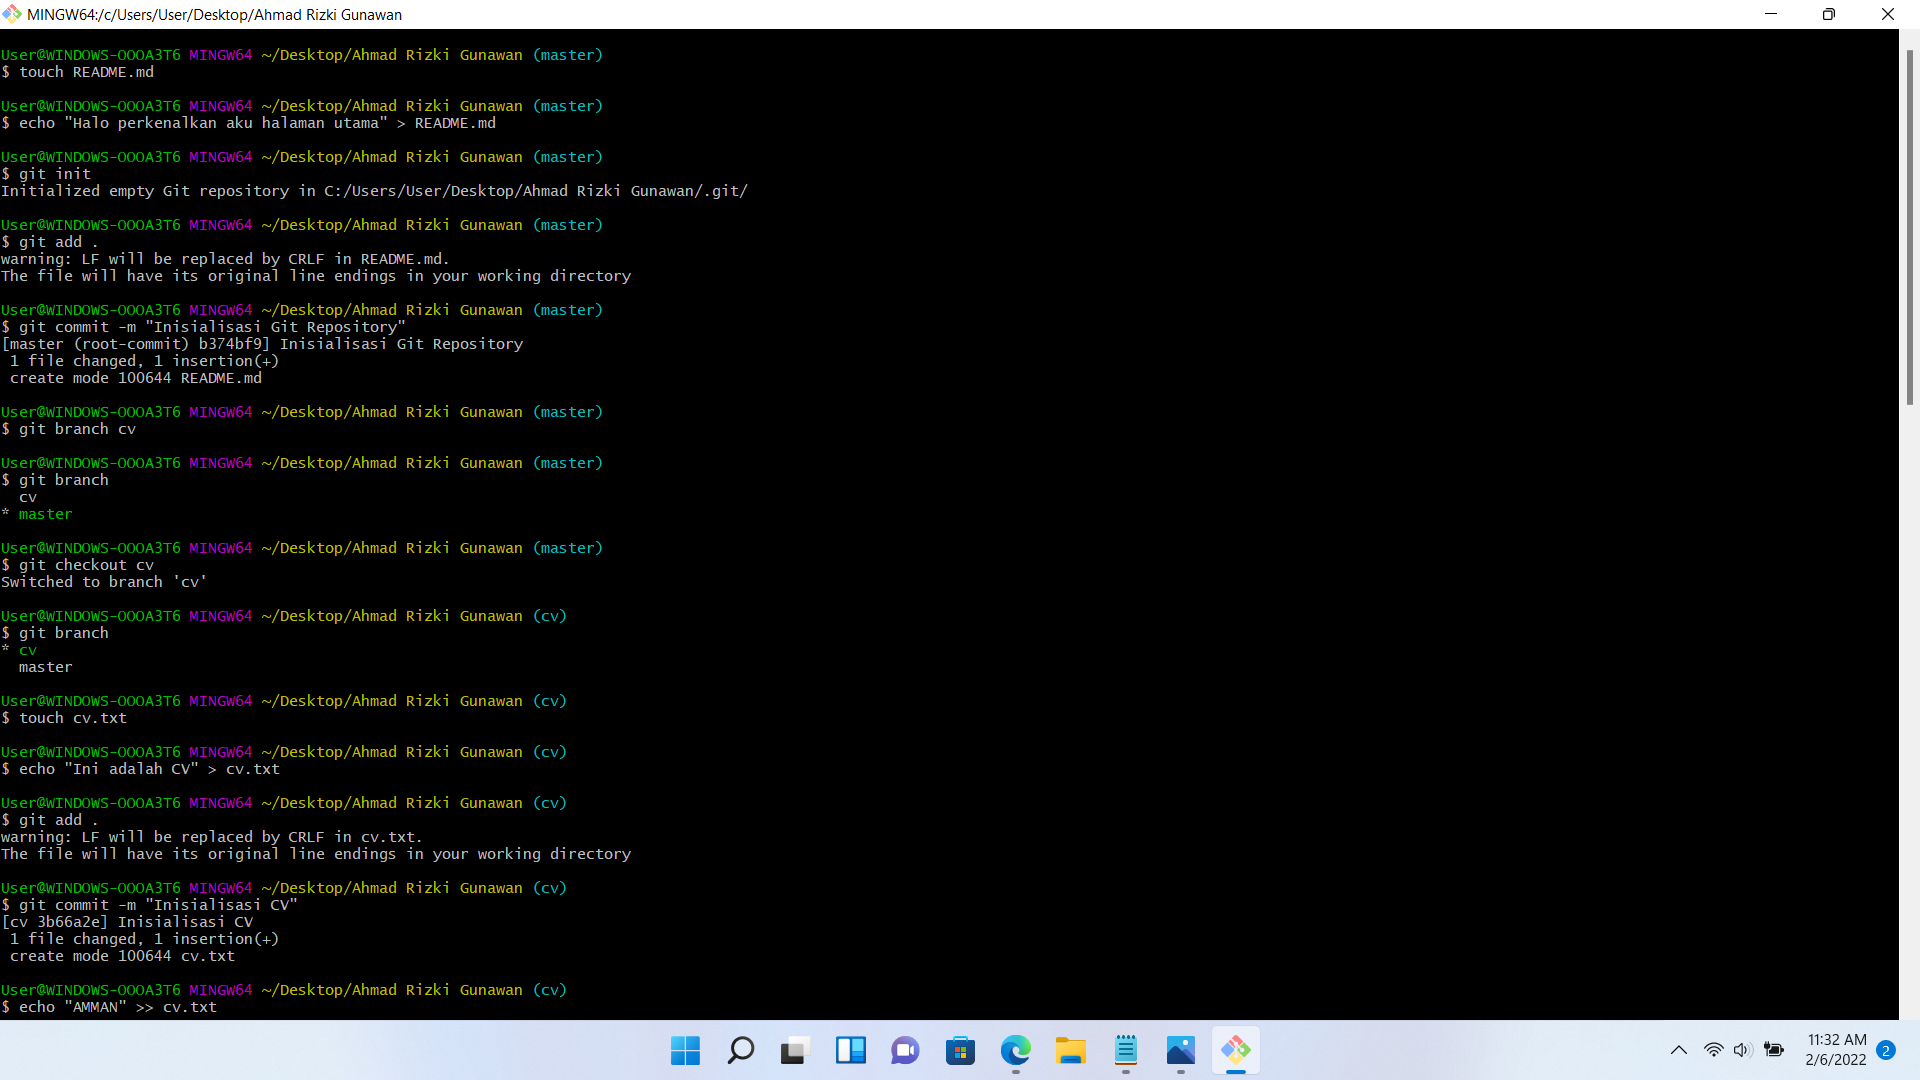 MINGW64:/c/Users/User/Desktop/Ahmad Rizki Gunawan
User@WINDOWS-OOOA3T6 MINGW64 ~/Desktop/Ahmad Rizki Gunawan (master)
$ touch README.md
User@WINDOWS-OOOA3T6 MINGW64 ~/Desktop/Ahmad Rizki Gunawan (master)
$ echo "Halo perkenalkan aku halaman utama" > README.md
User@WINDOWS-OOOA3T6 MINGW64 ~/Desktop/Ahmad Rizki Gunawan (master)
$ git init
Initialized empty Git repository in C:/Users/User/Desktop/Ahmad Rizki Gunawan/.git/
User@WINDOWS-OOOA3T6 MINGW64 ~/Desktop/Ahmad Rizki Gunawan (master)
$ git add .
warning: LF will be replaced by CRLF in README.md.
The file will have its original line endings in your working directory
User@WINDOWS-OOOA3T6 MINGW64 ~/Desktop/Ahmad Rizki Gunawan (master)
$ git commit -m "Inisialisasi Git Repository"
[master (root-commit) b374bf9] Inisialisasi Git Repository
 1 file changed, 1 insertion(+)
 create mode 100644 README.md
User@WINDOWS-OOOA3T6 MINGW64 ~/Desktop/Ahmad Rizki Gunawan (master)
$ git branch cv
User@WINDOWS-OOOA3T6 MINGW64 ~/Desktop/Ahmad Rizki Gunawan (master)
$ git branch
  cv
* master
User@WINDOWS-OOOA3T6 MINGW64 ~/Desktop/Ahmad Rizki Gunawan (master)
$ git checkout cv
Switched to branch 'cv'
User@WINDOWS-OOOA3T6 MINGW64 ~/Desktop/Ahmad Rizki Gunawan (cv)
$ git branch
* cv
  master
User@WINDOWS-OOOA3T6 MINGW64 ~/Desktop/Ahmad Rizki Gunawan (cv)
$ touch cv.txt
User@WINDOWS-OOOA3T6 MINGW64 ~/Desktop/Ahmad Rizki Gunawan (cv)
$ echo "Ini adalah CV" > cv.txt
User@WINDOWS-OOOA3T6 MINGW64 ~/Desktop/Ahmad Rizki Gunawan (cv)
$ git add .
warning: LF will be replaced by CRLF in cv.txt.
The file will have its original line endings in your working directory
User@WINDOWS-OOOA3T6 MINGW64 ~/Desktop/Ahmad Rizki Gunawan (cv)
$ git commit -m "Inisialisasi CV"
[cv 3b66a2e] Inisialisasi CV
 1 file changed, 1 insertion(+)
 create mode 100644 cv.txt
User@WINDOWS-OOOA3T6 MINGW64 ~/Desktop/Ahmad Rizki Gunawan (cv)
$ echo "AMMAN" >> cv.txt
11:32 AM
2/6/2022
2